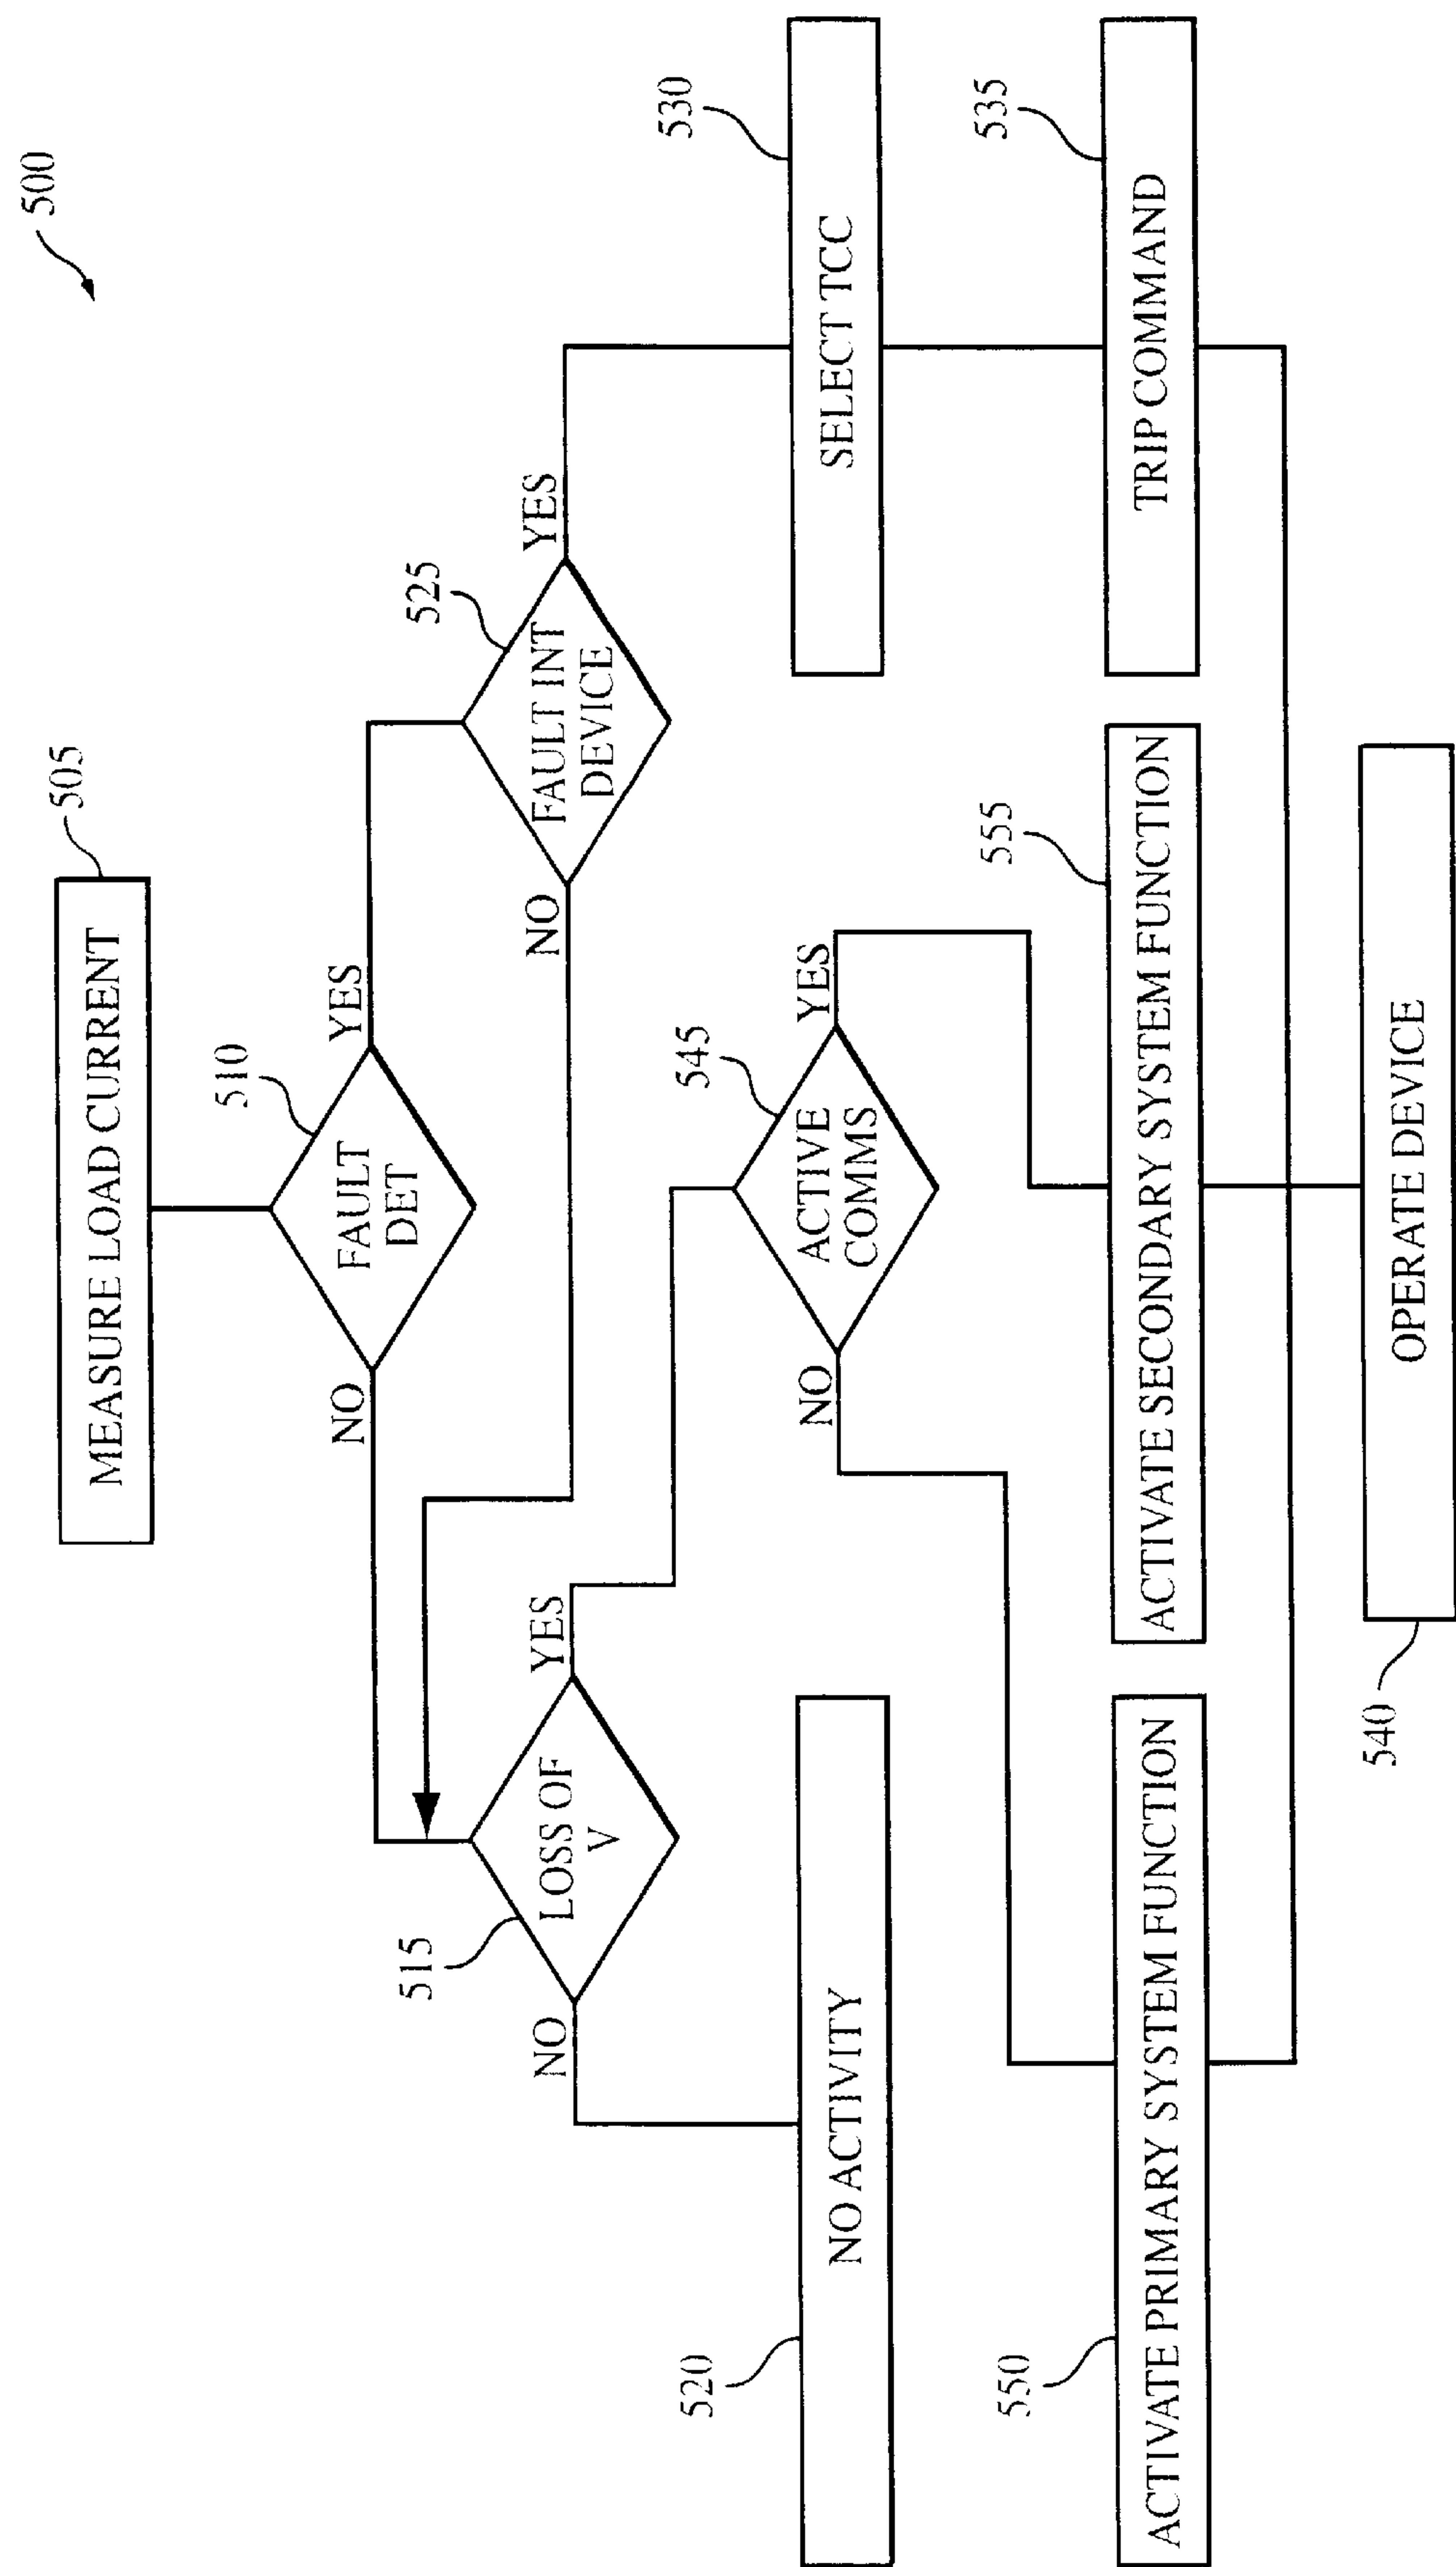 500
MEASURE LOAD CURRENT
505
510
FAULT
DET
NO
YES
515
LOSS OF
V
NO
YES
525
FAULT INT
DEVICE
NO
YES
520
NO ACTIVITY
545
ACTIVE
COMMS
NO
YES
530
SELECT TCC
550
ACTIVATE PRIMARY SYSTEM FUNCTION
555
ACTIVATE SECONDARY SYSTEM FUNCTION
535
TRIP COMMAND
540
OPERATE DEVICE